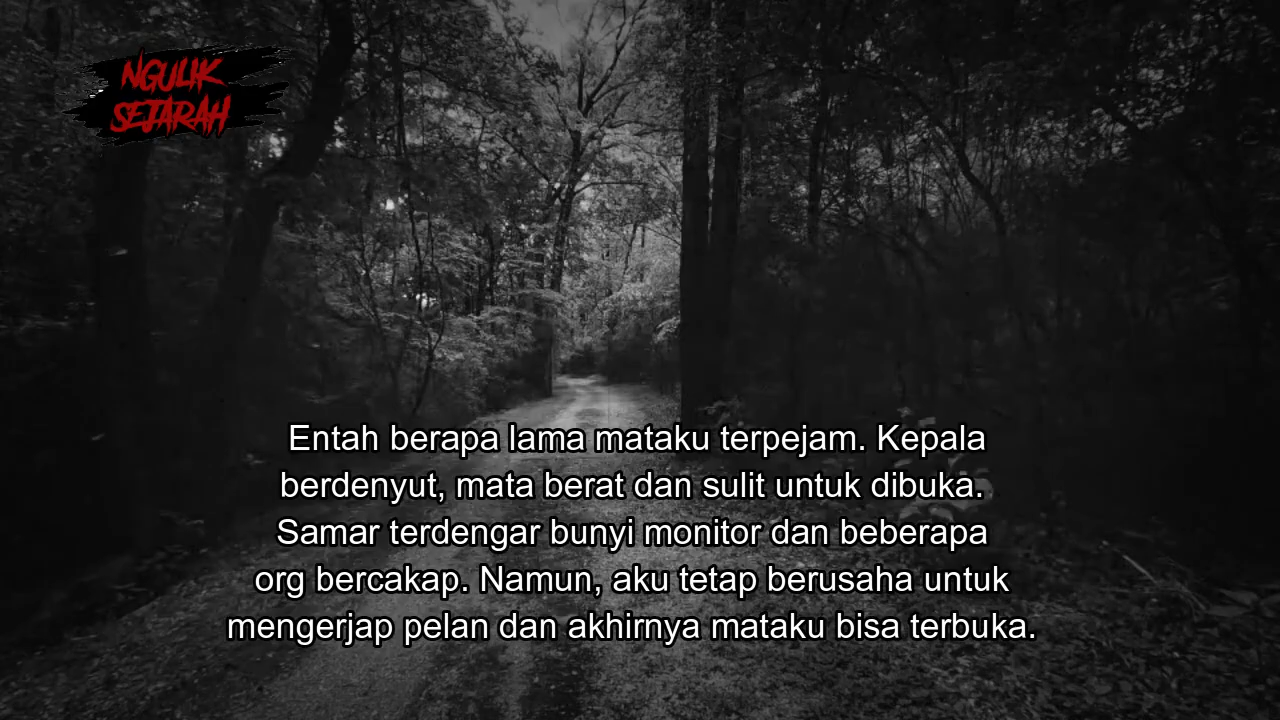 NGULIK
SEJARAH
Entah berapa lama mataku terpejam. Kepala
berdenyut, mata berat dan sulit untuk dibuka.
Samar terdengar bunyi monitor dan beberapa
org bercakap. Namun, aku tetap berusaha untuk
mengerjap pelan dan akhirnya mataku bisa terbuka.